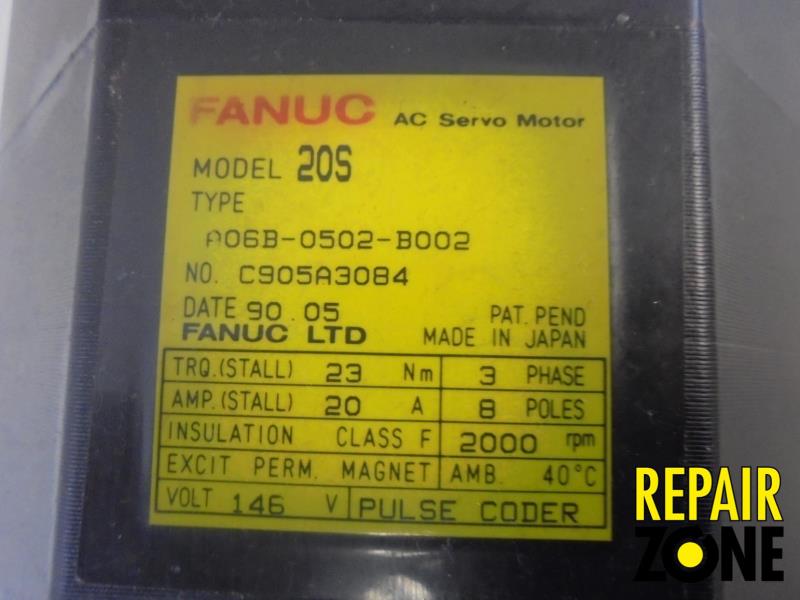 FANUC AC Servo Motor
MODEL 20S
TYPE
A06B-0502-B002
NO. C905A3084
DATE 90.05 PAT. PEND
FANUC LTD MADE IN JAPAN
TRQ.(STALL) 23 Nm 3 PHASE
AMP.(STALL) 20 A 8 POLES
INSULATION CLASS F 2000 rpm
EXCIT PERM. MAGNET AMB. 40°C
VOLT 146 V PULSE CODER
REPAIR
ZONE